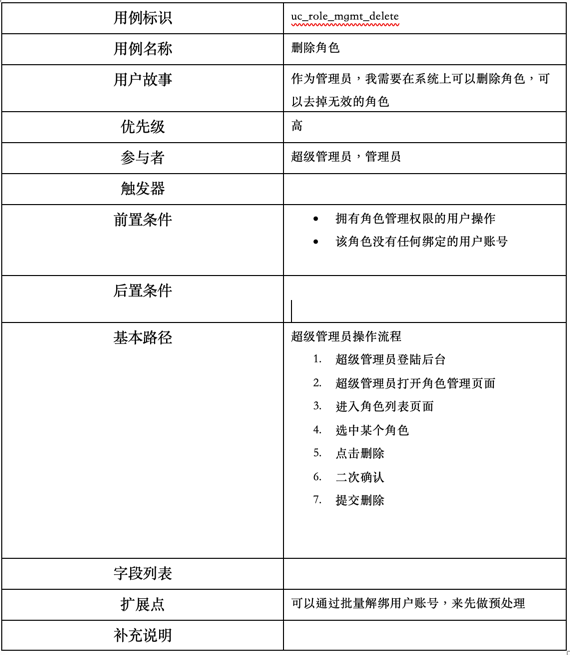 用例标识 uc_role_mgmt_delete
用例名称 删除角色
用户故事 作为管理员，我需要在系统上可以删除角色，可
以去掉无效的角色
优先级 高
参与者 超级管理员，管理员
触发器
前置条件 • 拥有角色管理权限的用户操作
• 该角色没有任何绑定的用户账号
后置条件
基本路径 超级管理员操作流程
1. 超级管理员登陆后台
2. 超级管理员打开角色管理页面
3. 进入角色列表页面
4. 选中某个角色
5. 点击删除
6. 二次确认
7. 提交删除
字段列表
扩展点 可以通过批量解绑用户账号，来先做预处理
补充说明